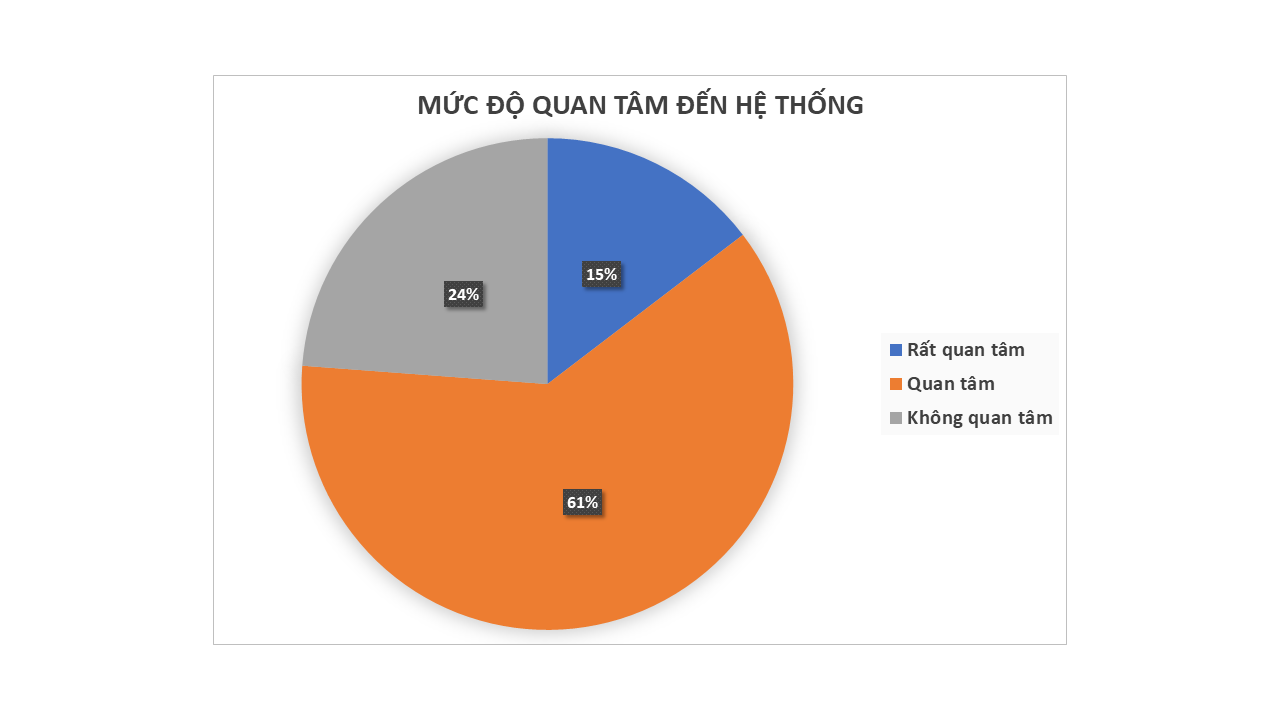 MỨC ĐỘ QUAN TÂM ĐẾN HỆ THỐNG
15%
24%
61%
Rất quan tâm
Quan tâm
Không quan tâm